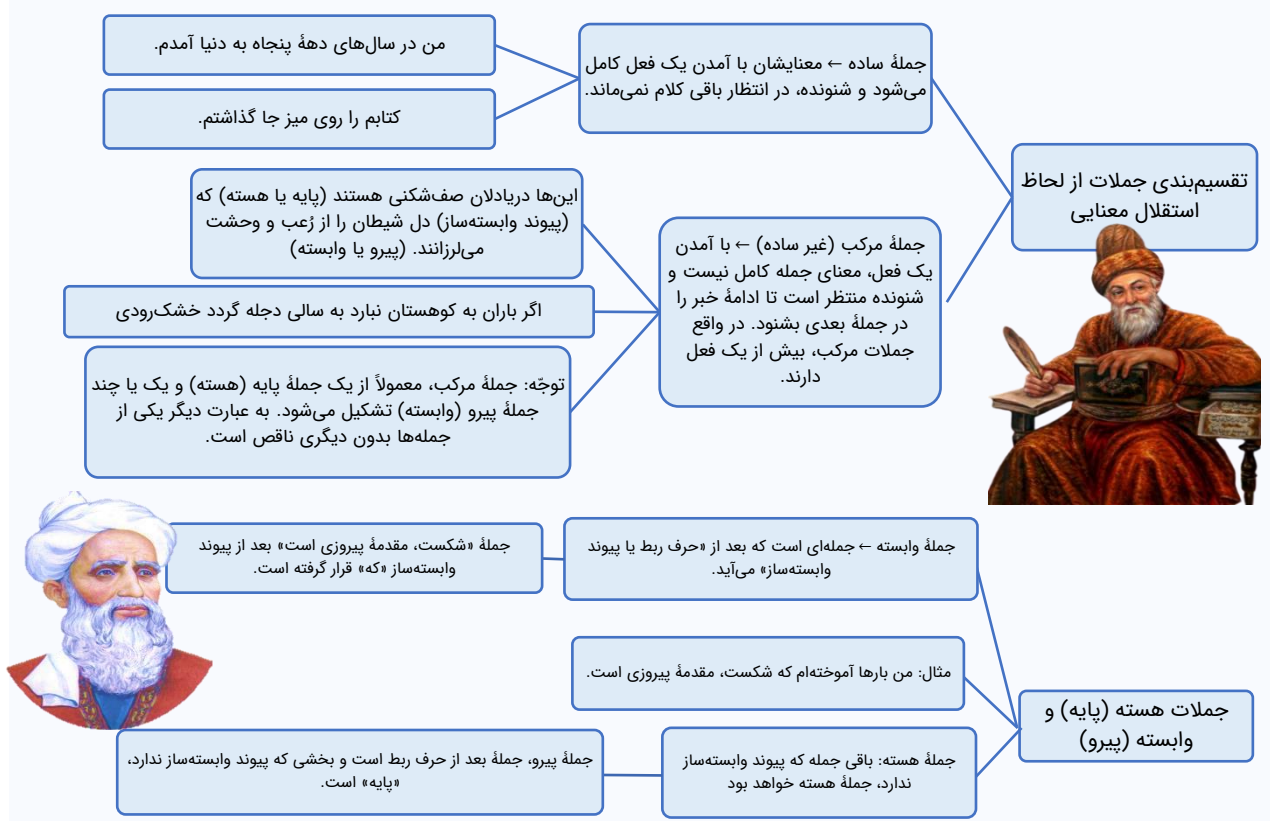 تقسیم‌بندی جملات از لحاظ
استقلال معنایی
جملهٔ ساده ← معنایشان با آمدن یک فعل کامل
می‌شود و شنونده، در انتظار باقی کلام نمی‌ماند.
من در سال‌های دههٔ پنجاه به دنیا آمدم.
کتابم را روی میز جا گذاشتم.
جملهٔ مرکب (غیر ساده) ← با آمدن
یک فعل، معنای جمله کامل نیست و
شنونده منتظر است تا ادامهٔ خبر را
در جملهٔ بعدی بشنود. در واقع
جملات مرکب، بیش از یک فعل
دارند.
این‌ها دریادلان صف‌شکنی هستند (پایه یا هسته) که
(پیوند وابسته‌ساز) دل شیطان را از رُعب و وحشت
می‌لرزانند. (پیرو یا وابسته)
اگر باران به کوهستان نبارد به سالی دجله گردد خشک‌رودی
توجّه: جملهٔ مرکب، معمولاً از یک جملهٔ پایه (هسته) و یک یا چند
جملهٔ پیرو (وابسته) تشکیل می‌شود. به عبارت دیگر یکی از
جمله‌ها بدون دیگری ناقص است.
جملات هسته (پایه) و
وابسته (پیرو)
جملهٔ وابسته ← جمله‌ای است که بعد از «حرف ربط یا پیوند
وابسته‌ساز» می‌آید.
جملهٔ «شکست، مقدمهٔ پیروزی است» بعد از پیوند
وابسته‌ساز «که» قرار گرفته است.
مثال: من بارها آموخته‌ام که شکست، مقدمهٔ پیروزی است.
جملهٔ هسته: باقی جمله که پیوند وابسته‌ساز
ندارد، جملهٔ هسته خواهد بود
جملهٔ پیرو، جملهٔ بعد از حرف ربط است و بخشی که پیوند وابسته‌ساز ندارد،
«پایه» است.